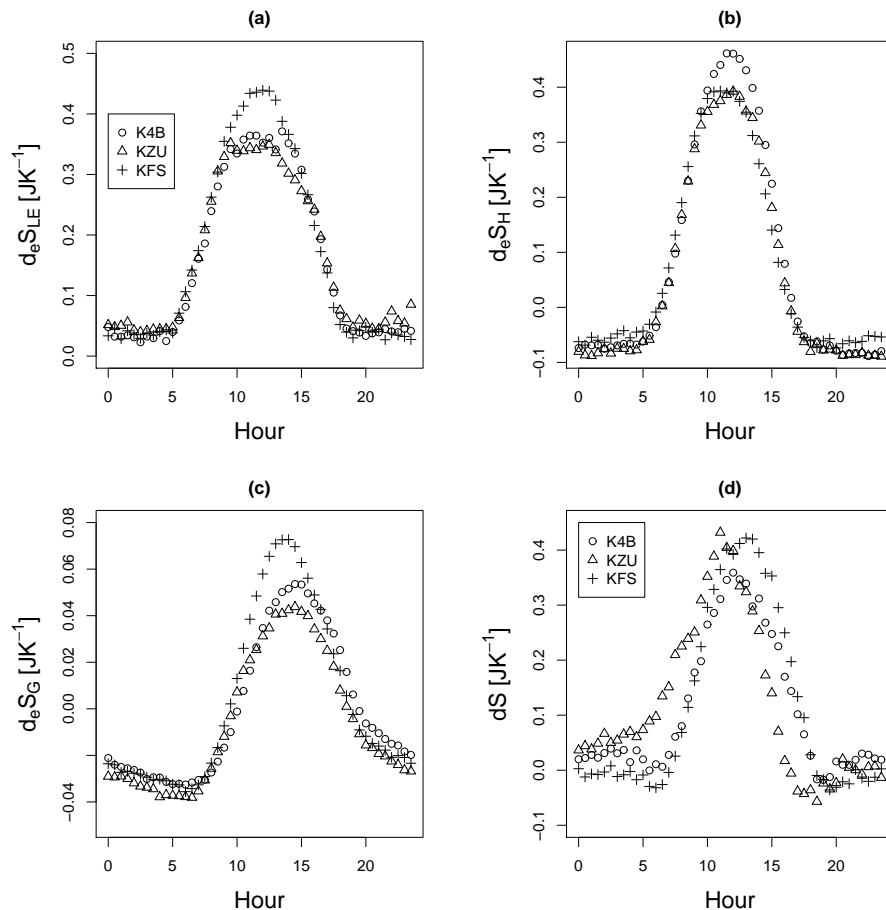 (a)
d_eS_LE [JK⁻¹]
0.5
0.4
0.3
0.2
0.1
0.0
K4B
KZU
KFS
0 5 10 15 20
Hour
(b)
d_eS_H [JK⁻¹]
0.4
0.3
0.2
0.1
0.0
−0.1
0 5 10 15 20
Hour
(c)
d_eS_G [JK⁻¹]
0.08
0.06
0.04
0.02
0.00
−0.04
0 5 10 15 20
Hour
(d)
dS [JK⁻¹]
0.4
0.3
0.2
0.1
0.0
−0.1
K4B
KZU
KFS
0 5 10 15 20
Hour